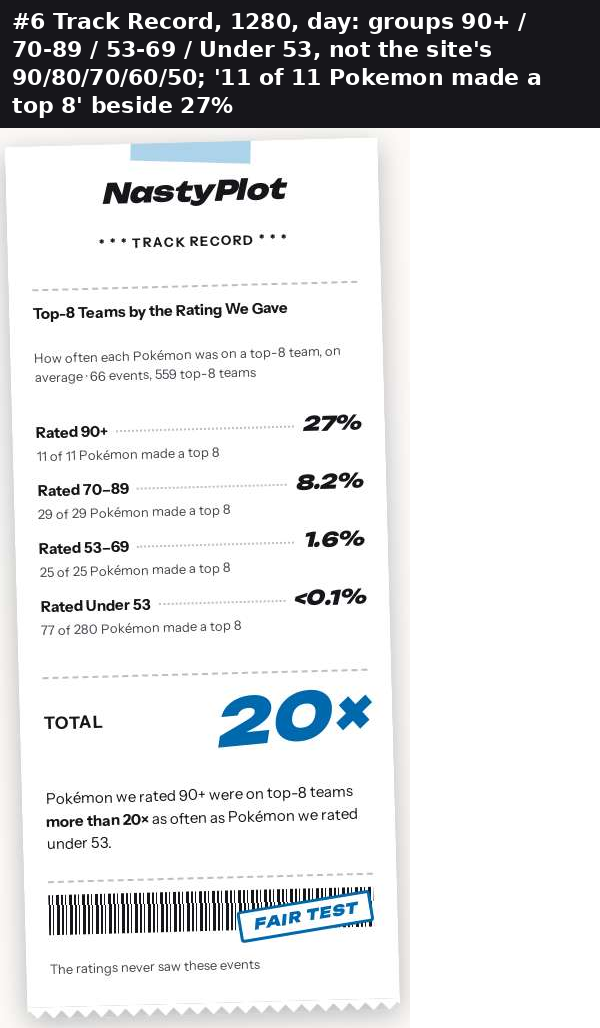 #6 Track Record, 1280, day: groups 90+ /
70-89 / 53-69 / Under 53, not the site's
90/80/70/60/50; '11 of 11 Pokemon made a
top 8' beside 27%
NastyPlot
* * * TRACK RECORD * * *
Top-8 Teams by the Rating We Gave
How often each Pokémon was on a top-8 team, on
average · 66 events, 559 top-8 teams
Rated 90+ 27%
11 of 11 Pokémon made a top 8
Rated 70–89 8.2%
29 of 29 Pokémon made a top 8
Rated 53–69 1.6%
25 of 25 Pokémon made a top 8
Rated Under 53 <0.1%
77 of 280 Pokémon made a top 8
TOTAL 20×
Pokémon we rated 90+ were on top-8 teams
more than 20× as often as Pokémon we rated
under 53.
FAIR TEST
The ratings never saw these events